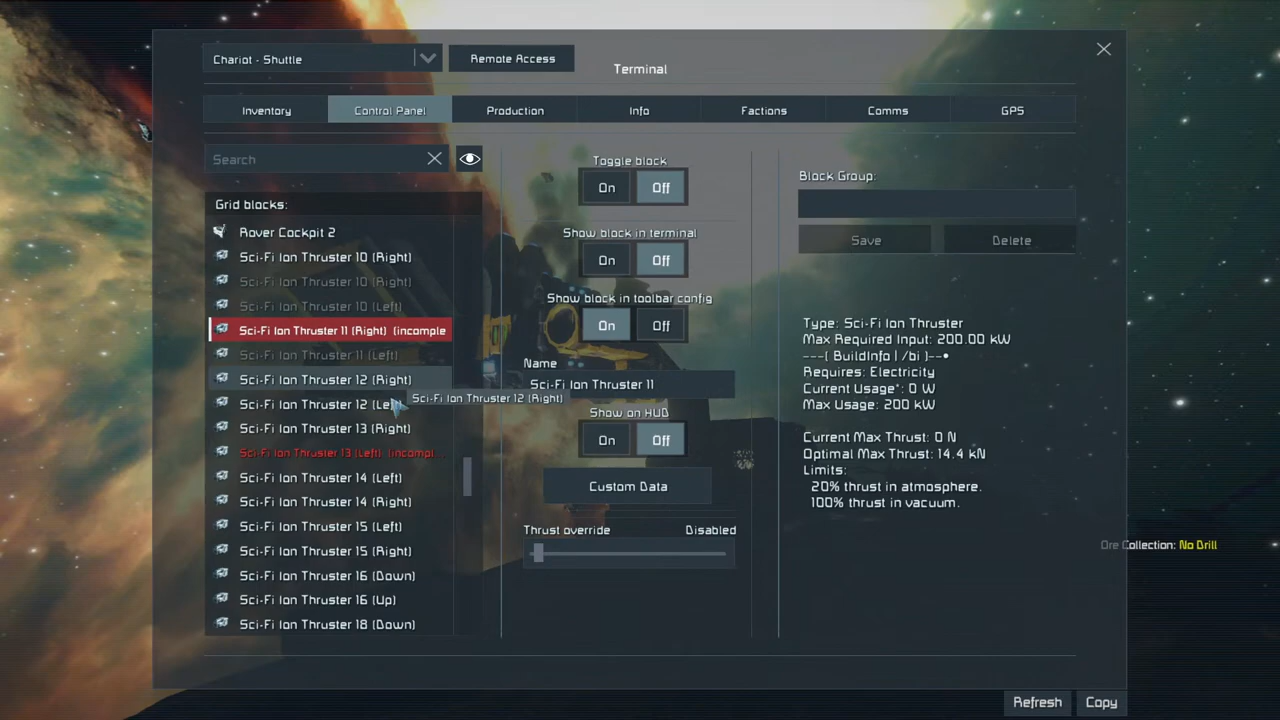 Chariot - Shuttle
Remote Access
Terminal
Inventory
Control Panel
Production
Info
Factions
Comms
GPS
Search
Grid blocks:
Rover Cockpit 2
Sci-Fi Ion Thruster 10 (Right)
Sci-Fi Ion Thruster 10 (Right)
Sci-Fi Ion Thruster 10 (Left)
Sci-Fi Ion Thruster 11 (Right) (incomple
Sci-Fi Ion Thruster 11 (Left)
Sci-Fi Ion Thruster 12 (Right)
Sci-Fi Ion Thruster 12 (Left)
Sci-Fi Ion Thruster 13 (Right)
Sci-Fi Ion Thruster 13 (Left) (incompl...
Sci-Fi Ion Thruster 14 (Left)
Sci-Fi Ion Thruster 14 (Right)
Sci-Fi Ion Thruster 15 (Left)
Sci-Fi Ion Thruster 15 (Right)
Sci-Fi Ion Thruster 16 (Down)
Sci-Fi Ion Thruster 16 (Up)
Sci-Fi Ion Thruster 18 (Down)
Sci-Fi Ion Thruster 12 (Right)
Toggle block
On Off
Show block in terminal
On Off
Show block in toolbar config
On Off
Name
Sci-Fi Ion Thruster 11
Show on HUD
On Off
Custom Data
Thrust override Disabled
Block Group:
Save Delete
Type: Sci-Fi Ion Thruster
Max Required Input: 200.00 kW
---( BuildInfo | /bi )--•
Requires: Electricity
Current Usage*: 0 W
Max Usage: 200 kW
Current Max Thrust: 0 N
Optimal Max Thrust: 14.4 kN
Limits:
20% thrust in atmosphere.
100% thrust in vacuum.
Ore Collection: No Drill
Refresh Copy